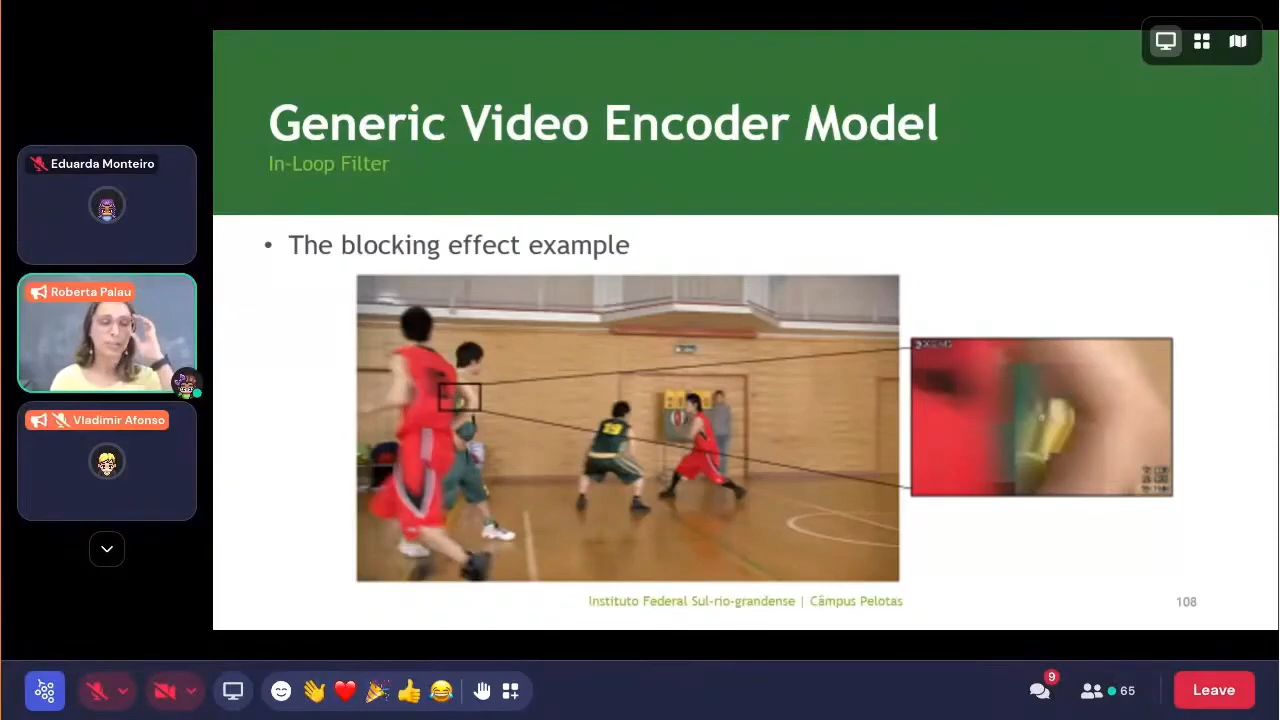 Generic Video Encoder Model
In-Loop Filter
Eduarda Monteiro
Roberta Palau
Vladimir Afonso
• The blocking effect example
Instituto Federal Sul-rio-grandense | Câmpus Pelotas
108
9
65
Leave